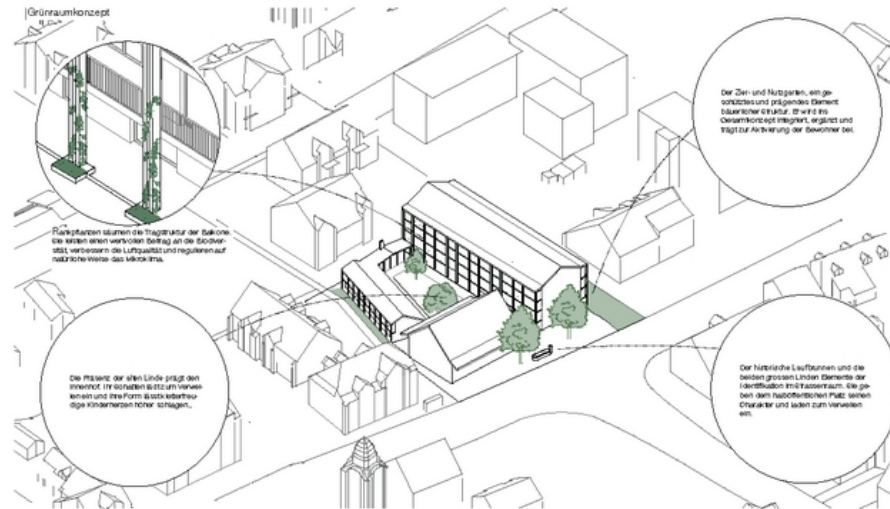 Grünraumkonzept
Rankpflanzen säumen die Tragstruktur der Balkone.
Sie leisten einen wertvollen Beitrag an die Biodiver-
sität, verbessern die Luftqualität und regulieren auf
natürliche Weise das Mikroklima.
Der Zier- und Nutzgarten, ein ge-
schütztes und prägendes Element
bäuerlicher Struktur. Er wird ins
Gesamtkonzept integriert, ergänzt und
trägt zur Aktivierung der Bewohner bei.
Die Präsenz der alten Linde prägt den
Innenhof. Ihr Schatten lädt zum Verwei-
len ein und ihre Form lässt kletterfreu-
dige Kinderherzen höher schlagen.
Der historische Laufbrunnen und die
beiden grossen Linden Elemente der
Identifikation im Strassenraum. Sie ge-
ben dem halböffentlichen Platz seinen
Charakter und laden zum Verweilen
ein.